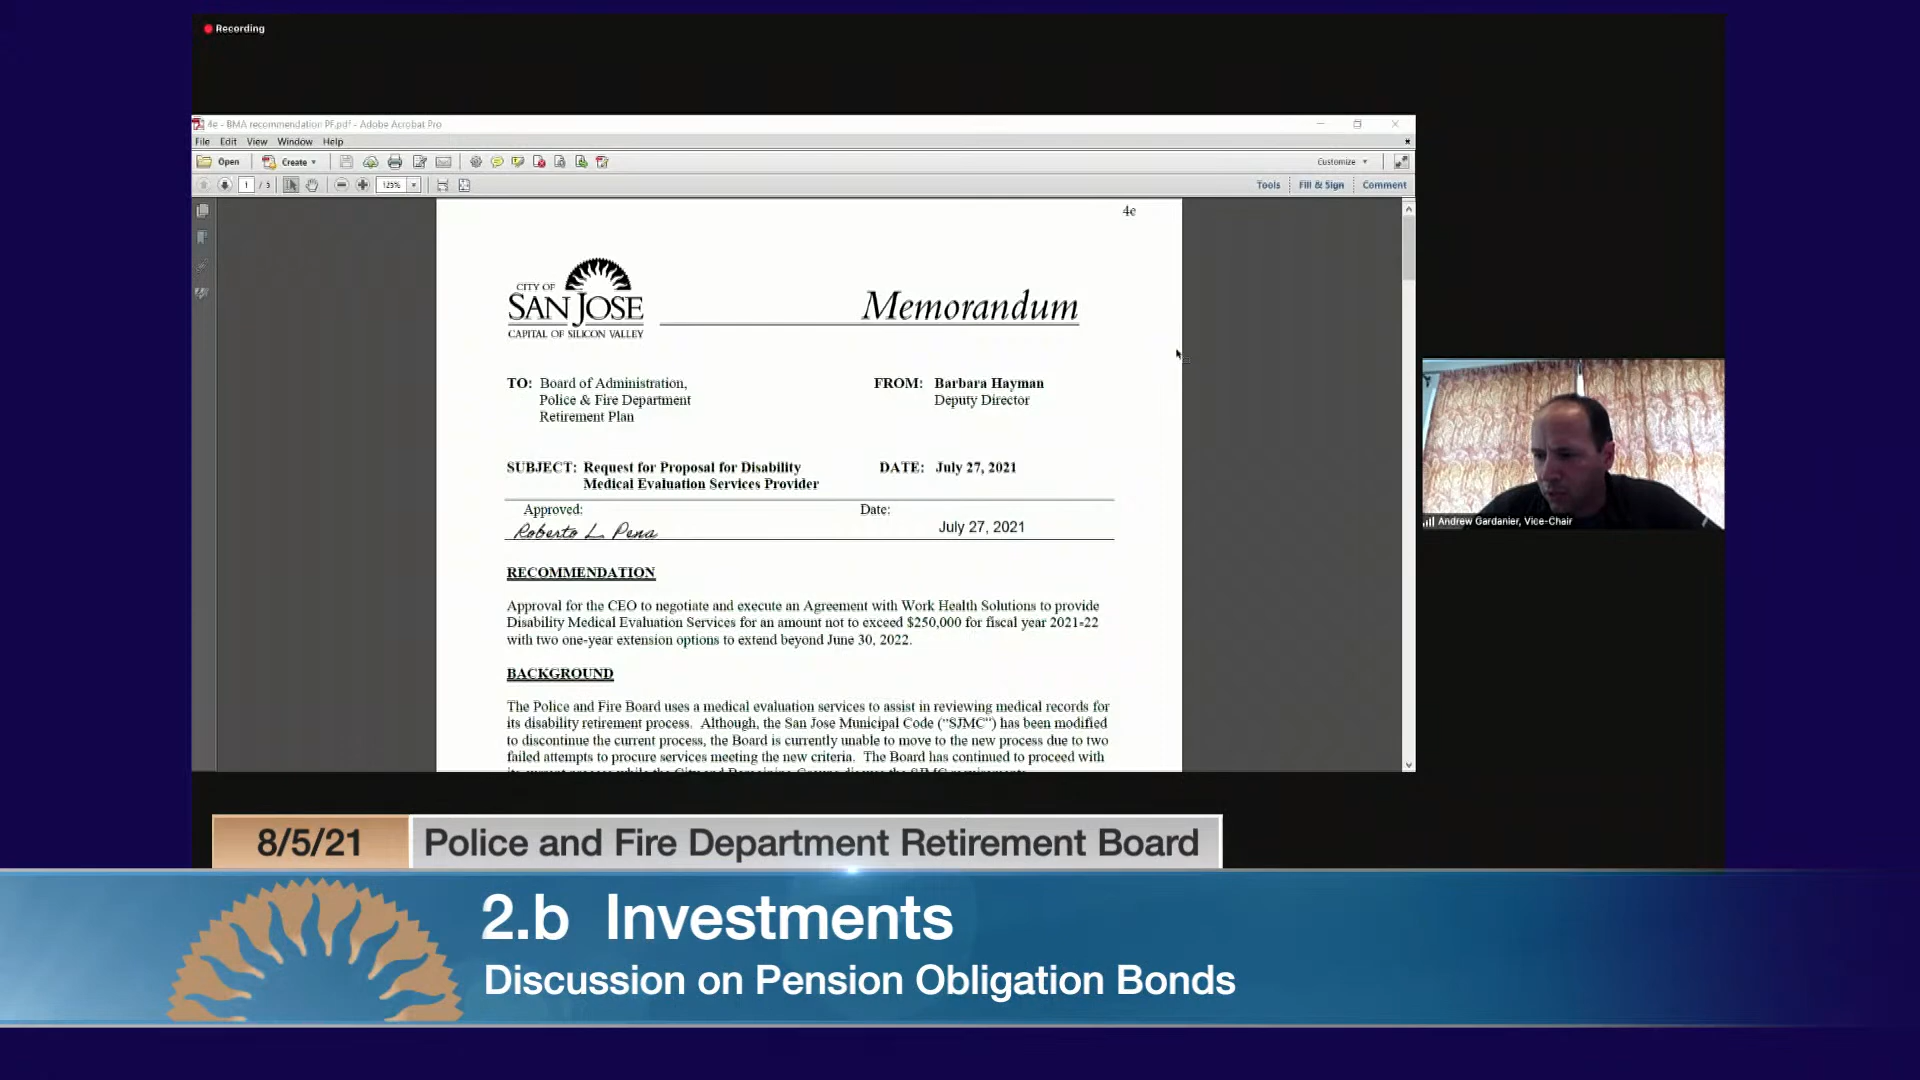 Recording
4e - BMA recommendation PF.pdf - Adobe Acrobat Pro
File Edit View Window Help
Open Create Customize
1 / 3 123% Tools Fill & Sign Comment
4e
CITY OF
SAN JOSE
CAPITAL OF SILICON VALLEY
Memorandum
TO: Board of Administration,
Police & Fire Department
Retirement Plan
FROM: Barbara Hayman
Deputy Director
SUBJECT: Request for Proposal for Disability
Medical Evaluation Services Provider
DATE: July 27, 2021
Approved:
Roberto L. Pena
Date:
July 27, 2021
RECOMMENDATION
Approval for the CEO to negotiate and execute an Agreement with Work Health Solutions to provide
Disability Medical Evaluation Services for an amount not to exceed $250,000 for fiscal year 2021-22
with two one-year extension options to extend beyond June 30, 2022.
BACKGROUND
The Police and Fire Board uses a medical evaluation services to assist in reviewing medical records for
its disability retirement process. Although, the San Jose Municipal Code ("SJMC") has been modified
to discontinue the current process, the Board is currently unable to move to the new process due to two
failed attempts to procure services meeting the new criteria. The Board has continued to proceed with
Andrew Gardanier, Vice-Chair
8/5/21 Police and Fire Department Retirement Board
2.b Investments
Discussion on Pension Obligation Bonds